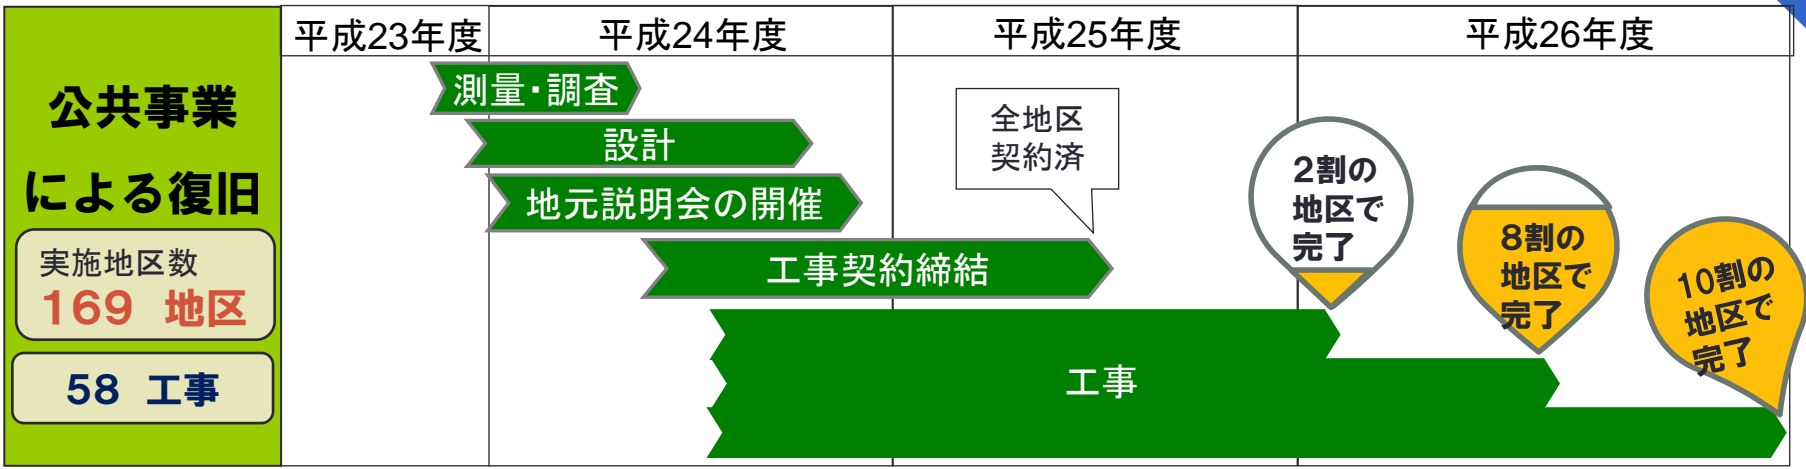 平成23年度
平成24年度
平成25年度
平成26年度
公共事業
による復旧
実施地区数
169 地区
58 工事
測量・調査
設計
地元説明会の開催
工事契約締結
全地区
契約済
工事
2割の
地区で
完了
8割の
地区で
完了
10割の
地区で
完了